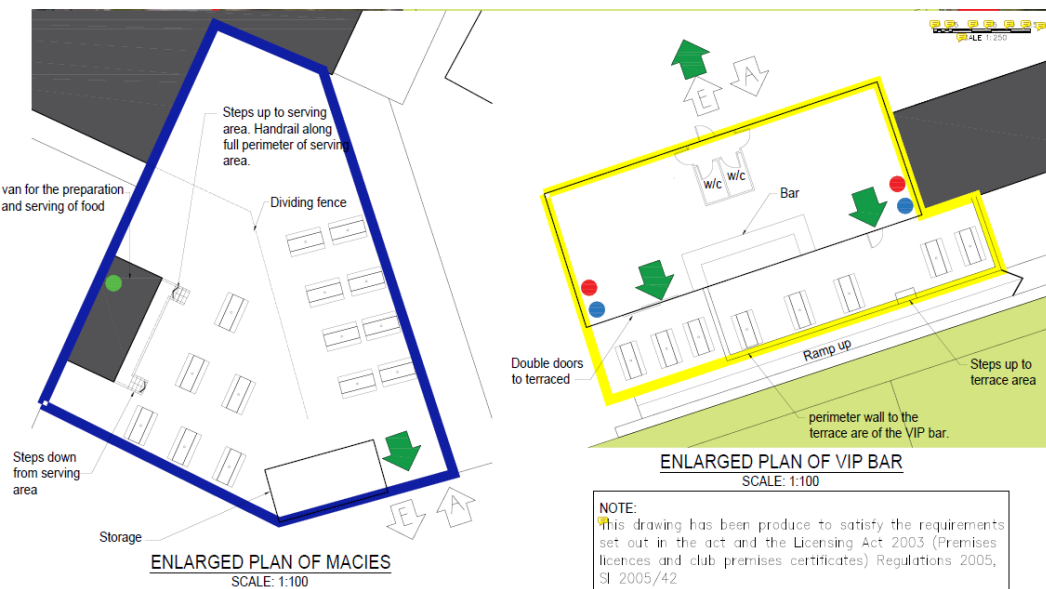 Steps up to serving
area. Handrail along
full perimeter of serving
area.
van for the preparation
and serving of food
Dividing fence
Steps down
from serving
area
Storage
E
A
ENLARGED PLAN OF MACIES
SCALE: 1:100
ALE 1:250
E
A
w/c
w/c
Bar
Double doors
to terraced
Ramp up
Steps up to
terrace area
perimeter wall to the
terrace are of the VIP bar.
ENLARGED PLAN OF VIP BAR
SCALE: 1:100
NOTE:
This drawing has been produce to satisfy the requirements
set out in the act and the Licensing Act 2003 (Premises
licences and club premises certificates) Regulations 2005,
SI 2005/42